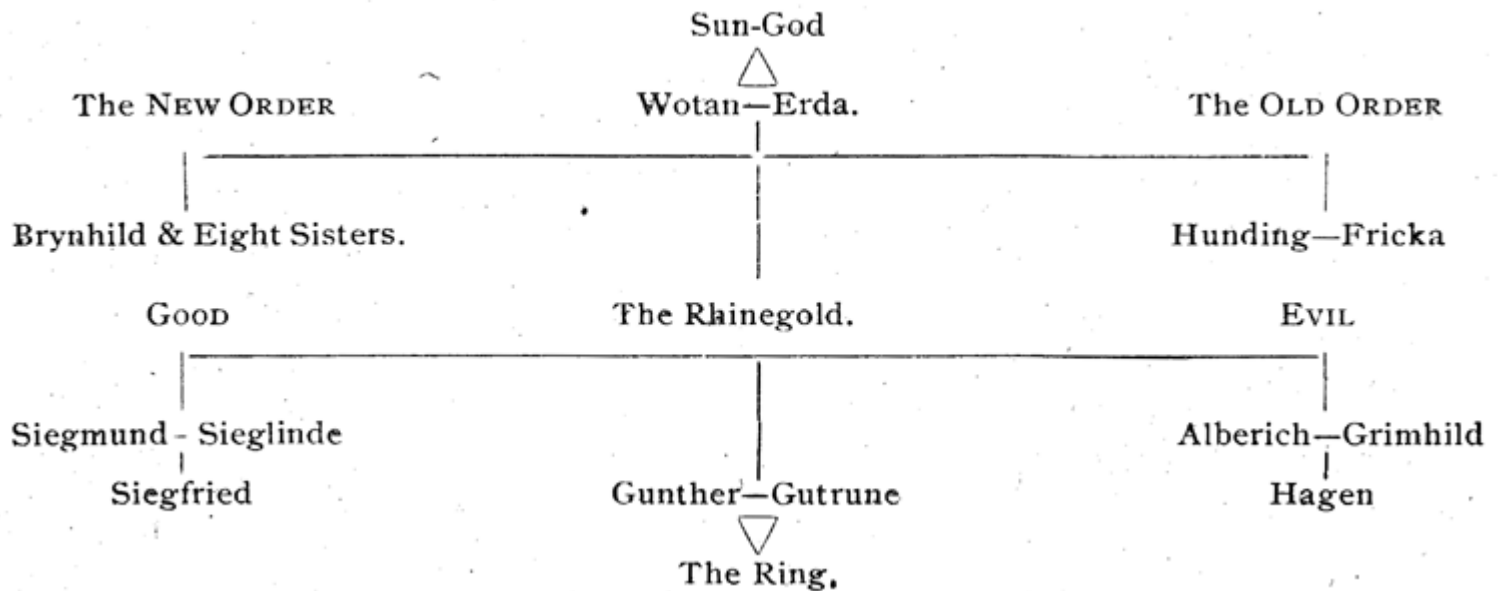 Sun-God
The NEW ORDER Wotan—Erda. The OLD ORDER
Brynhild & Eight Sisters. Hunding—Fricka
GOOD The Rhinegold. EVIL
Siegmund - Sieglinde Alberich—Grimhild
Siegfried Gunther—Gutrune Hagen
The Ring.